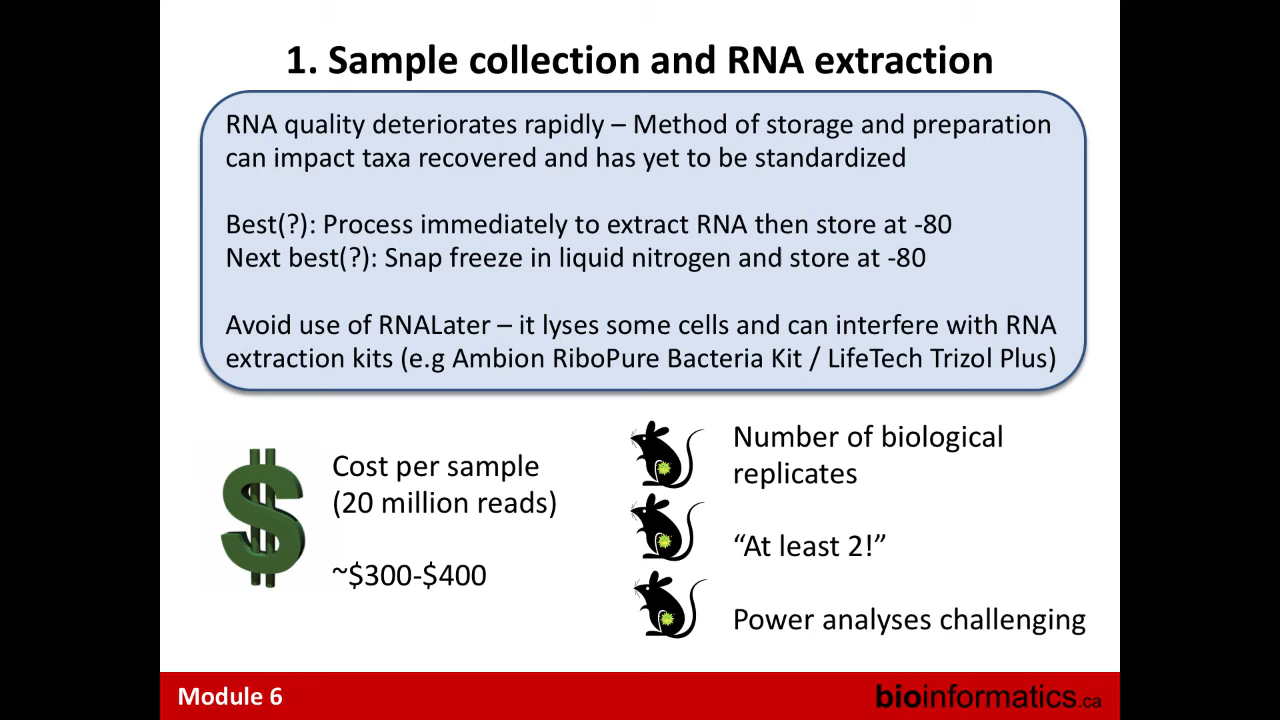 1. Sample collection and RNA extraction
RNA quality deteriorates rapidly – Method of storage and preparation
can impact taxa recovered and has yet to be standardized
Best(?): Process immediately to extract RNA then store at -80
Next best(?): Snap freeze in liquid nitrogen and store at -80
Avoid use of RNALater – it lyses some cells and can interfere with RNA
extraction kits (e.g Ambion RiboPure Bacteria Kit / LifeTech Trizol Plus)
Cost per sample
(20 million reads)
~$300-$400
Number of biological
replicates
“At least 2!”
Power analyses challenging
Module 6
bioinformatics.ca